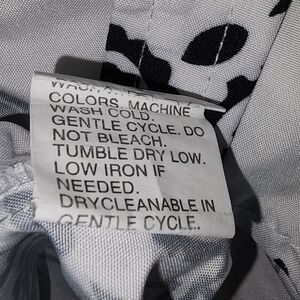 COLORS. MACHINE
WASH COLD.
GENTLE CYCLE. DO
NOT BLEACH.
TUMBLE DRY LOW.
LOW IRON IF
NEEDED.
DRYCLEANABLE IN
GENTLE CYCLE.